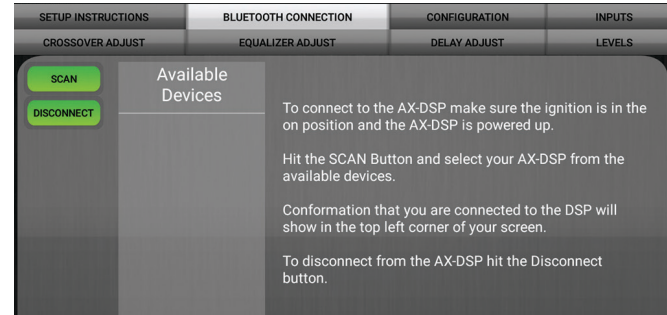 SETUP INSTRUCTIONS BLUETOOTH CONNECTION CONFIGURATION INPUTS
CROSSOVER ADJUST EQUALIZER ADJUST DELAY ADJUST LEVELS
SCAN
DISCONNECT
Available
Devices
To connect to the AX-DSP make sure the ignition is in the
on position and the AX-DSP is powered up.
Hit the SCAN Button and select your AX-DSP from the
available devices.
Conformation that you are connected to the DSP will
show in the top left corner of your screen.
To disconnect from the AX-DSP hit the Disconnect
button.